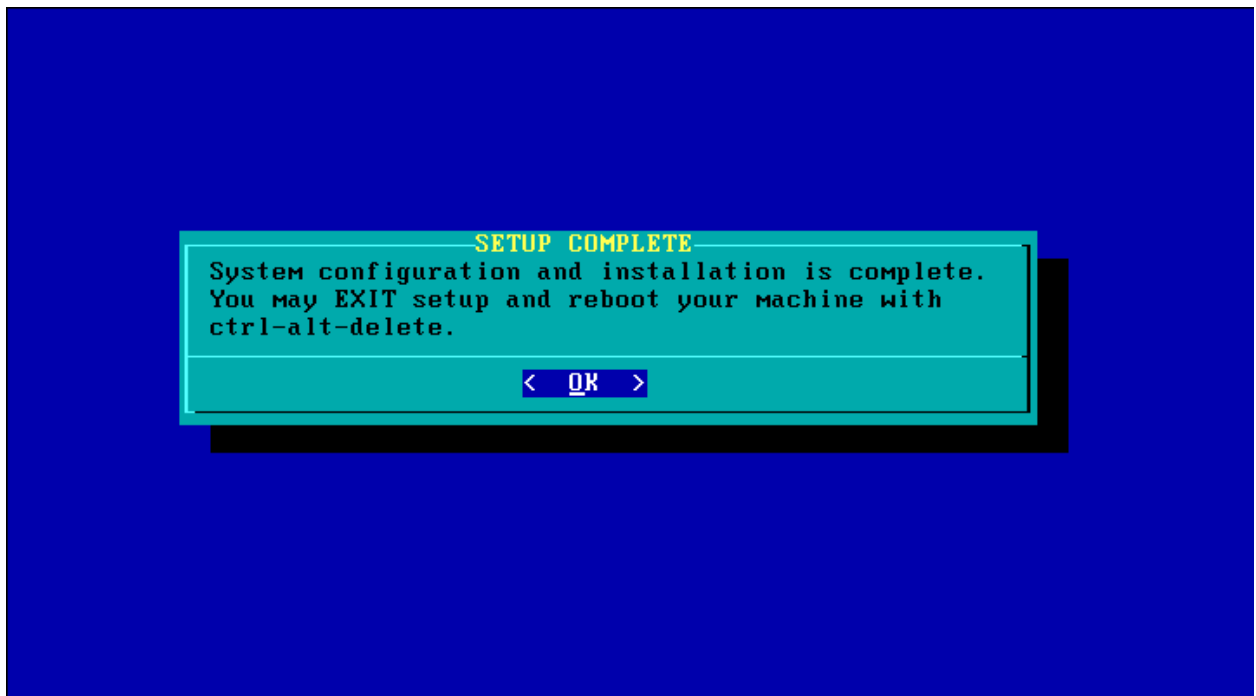 SETUP COMPLETE
System configuration and installation is complete.
You may EXIT setup and reboot your machine with
ctrl-alt-delete.
< OK >